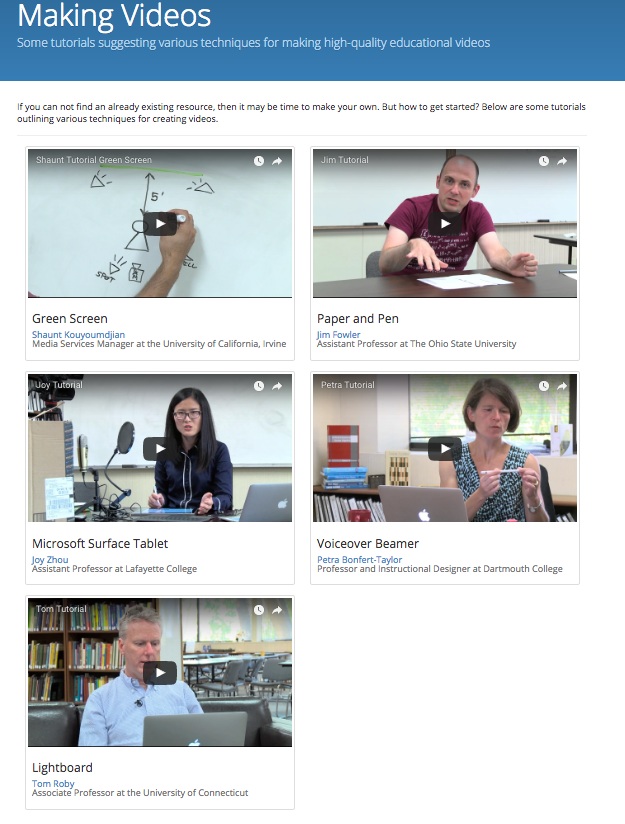 Making Videos
Some tutorials suggesting various techniques for making high-quality educational videos
If you can not find an already existing resource, then it may be time to make your own. But how to get started? Below are some tutorials
outlining various techniques for creating videos.
Shaunt Tutorial Green Screen
5'
SPOT
Green Screen
Shaunt Kouyoumdjian
Media Services Manager at the University of California, Irvine
Jim Tutorial
Paper and Pen
Jim Fowler
Assistant Professor at The Ohio State University
Joy Tutorial
Microsoft Surface Tablet
Joy Zhou
Assistant Professor at Lafayette College
Petra Tutorial
Voiceover Beamer
Petra Bonfert-Taylor
Professor and Instructional Designer at Dartmouth College
Tom Tutorial
Lightboard
Tom Roby
Associate Professor at the University of Connecticut